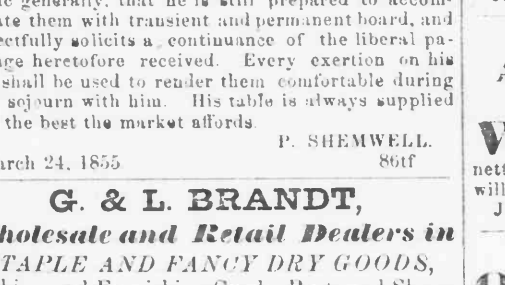 generally, that he is still prepared to accom-
ate them with transient and permanent board, and
ectfully solicits a continuance of the liberal pa-
age heretofore received. Every exertion on his
shall be used to render them comfortable during
sojourn with him. His table is always supplied
the best the market affords.
P. SHEMWELL.
arch 24, 1855 86tf
G. & L. BRANDT,
holesale and Retail Dealers in
TAPLE AND FANCY DRY GOODS,
nett
will
J